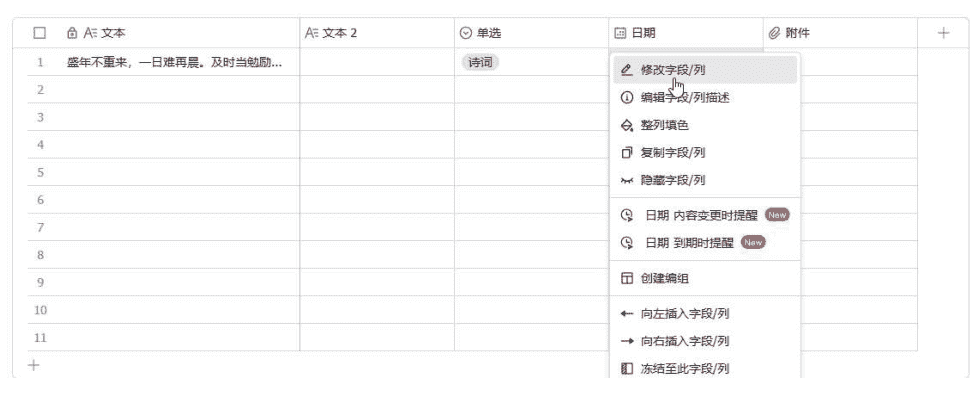 文本 文本 2 单选 日期 附件
1 盛年不重来，一日难再晨。及时当勉励... 诗词
修改字段/列
2
编辑字段/列描述
3 整列填色
4 复制字段/列
5 隐藏字段/列
6
7 日期 内容变更时提醒 New
8 日期 到期时提醒 New
9 创建编组
10 向左插入字段/列
11 向右插入字段/列
冻结至此字段/列